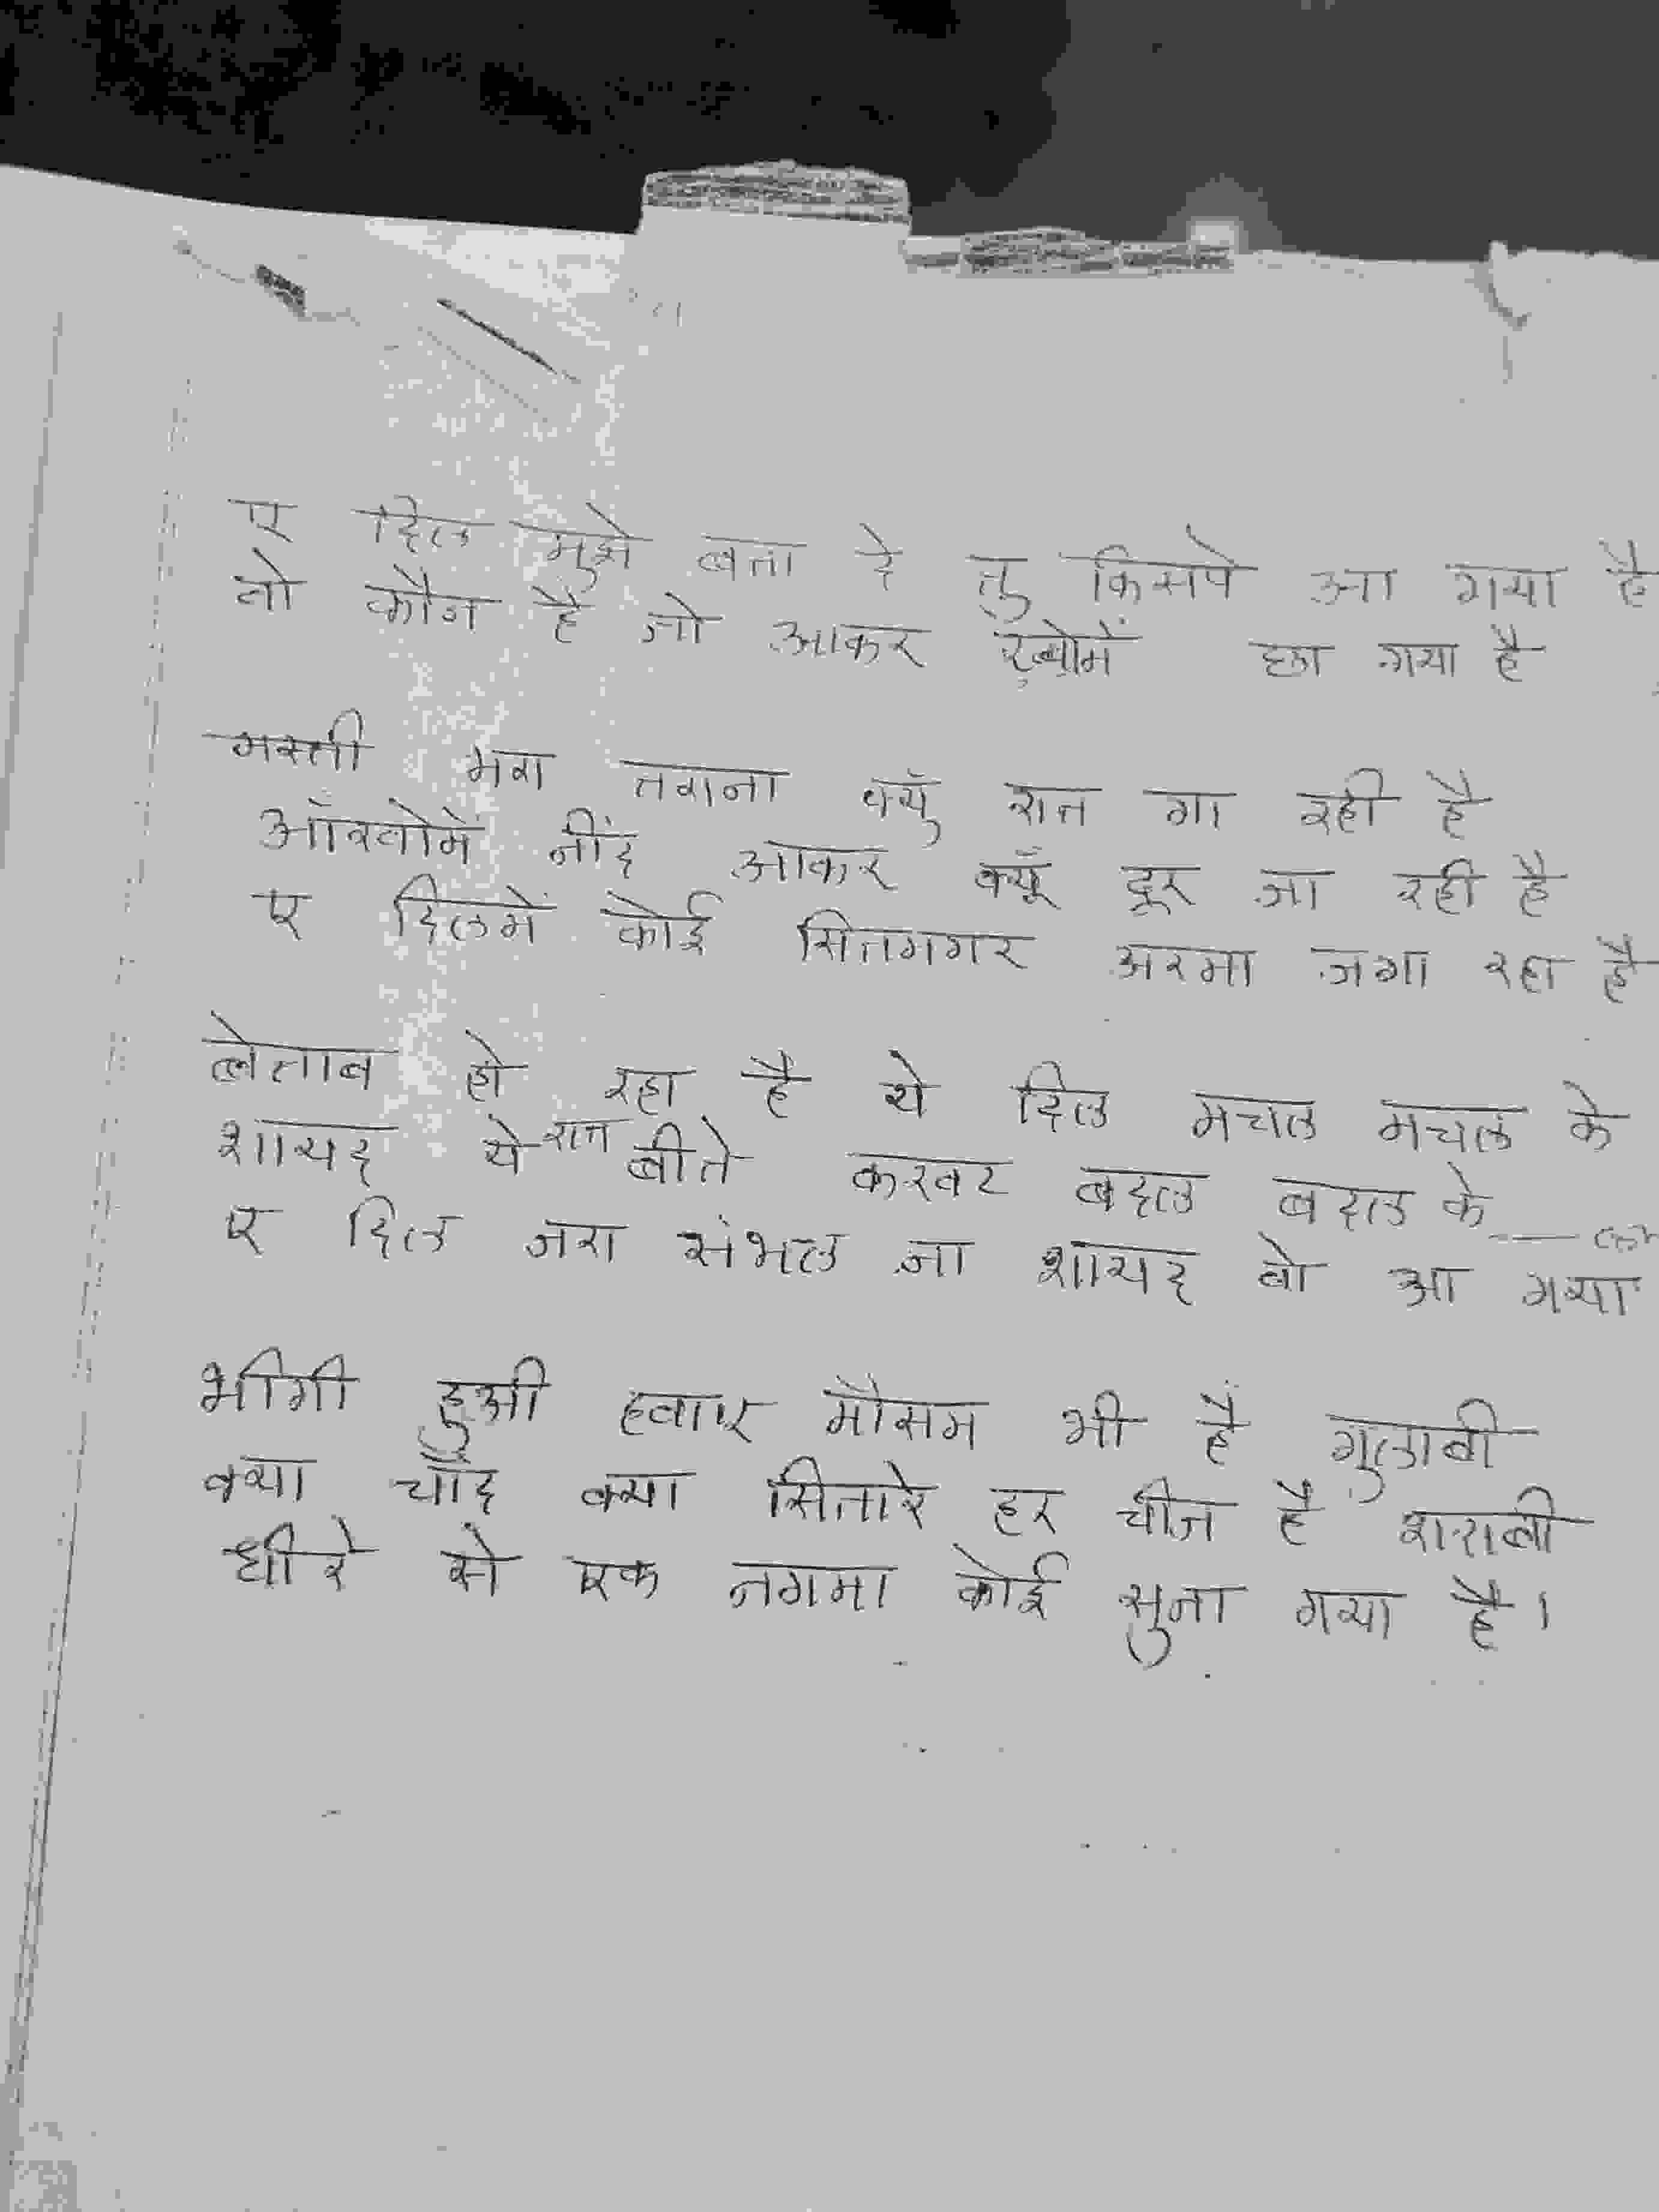 ए दिल मुझे बता दे तु किसपे आ गया है
वो कौन है जो आकर ख्वोमें छा गया है
मस्ती भरा तराना क्यूँ रात गा रही है
आँखोमें नींद आकर क्यूँ दूर जा रही है
ए दिलमें कोई सितमगर अरमा जगा रहा है
बेताब हो रहा है ये दिल मचल मचल के
शायद ये रात बीते करवट बदल बदल के
ए दिल जरा संभल जा शायद वो आ गया
भीगी हुओ हवाए मौसम भी है गुलाबी
क्या चाँद क्या सितारे हर चीज है शराबी
धीरे से एक नगमा कोई सुना गया है।